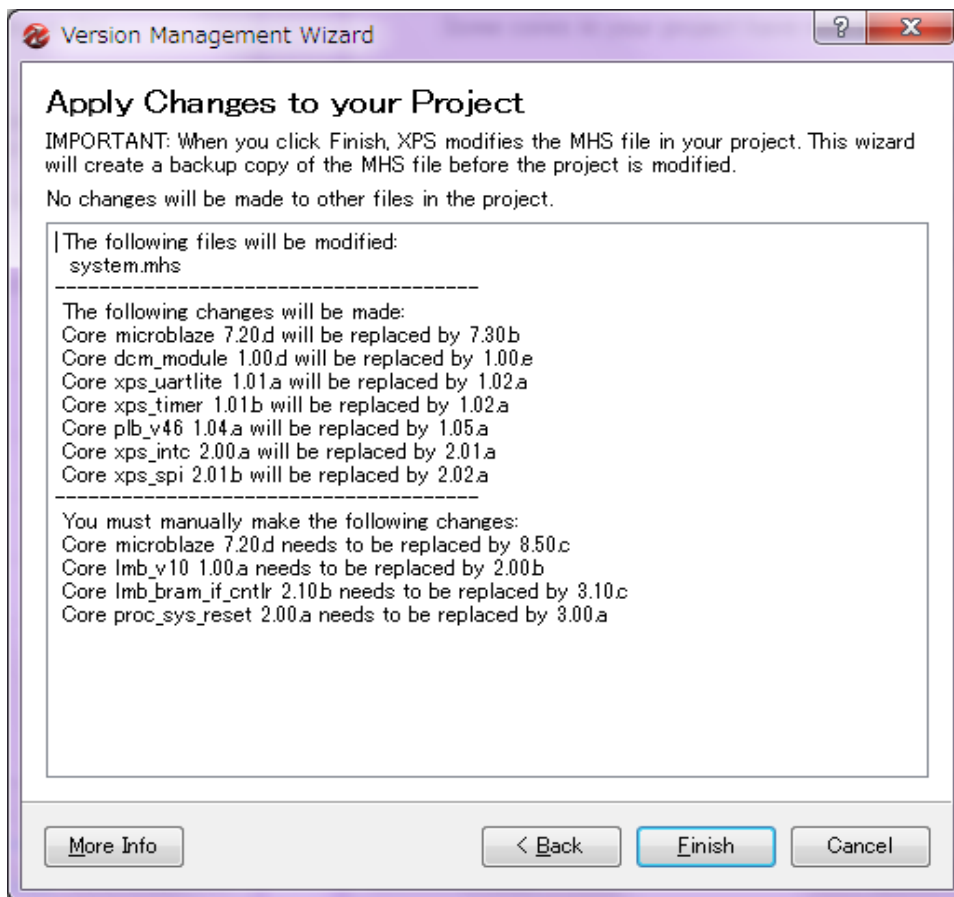 Version Management Wizard
Apply Changes to your Project
IMPORTANT: When you click Finish, XPS modifies the MHS file in your project. This wizard
will create a backup copy of the MHS file before the project is modified.
No changes will be made to other files in the project.
The following files will be modified:
system.mhs
---------------------------------------
The following changes will be made:
Core microblaze 7.20.d will be replaced by 7.30.b
Core dcm_module 1.00.d will be replaced by 1.00.e
Core xps_uartlite 1.01.a will be replaced by 1.02.a
Core xps_timer 1.01.b will be replaced by 1.02.a
Core plb_v46 1.04.a will be replaced by 1.05.a
Core xps_intc 2.00.a will be replaced by 2.01.a
Core xps_spi 2.01.b will be replaced by 2.02.a
---------------------------------------
You must manually make the following changes:
Core microblaze 7.20.d needs to be replaced by 8.50.c
Core lmb_v10 1.00.a needs to be replaced by 2.00.b
Core lmb_bram_if_cntlr 2.10.b needs to be replaced by 3.10.c
Core proc_sys_reset 2.00.a needs to be replaced by 3.00.a
More Info
< Back
Finish
Cancel